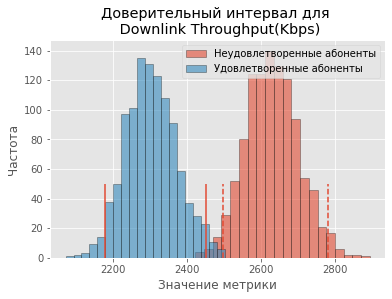 Доверительный интервал для
Downlink Throughput(Kbps)
Неудовлетворенные абоненты
Удовлетворенные абоненты
Частота
140
120
100
80
60
40
20
0
2200
2400
2600
2800
Значение метрики